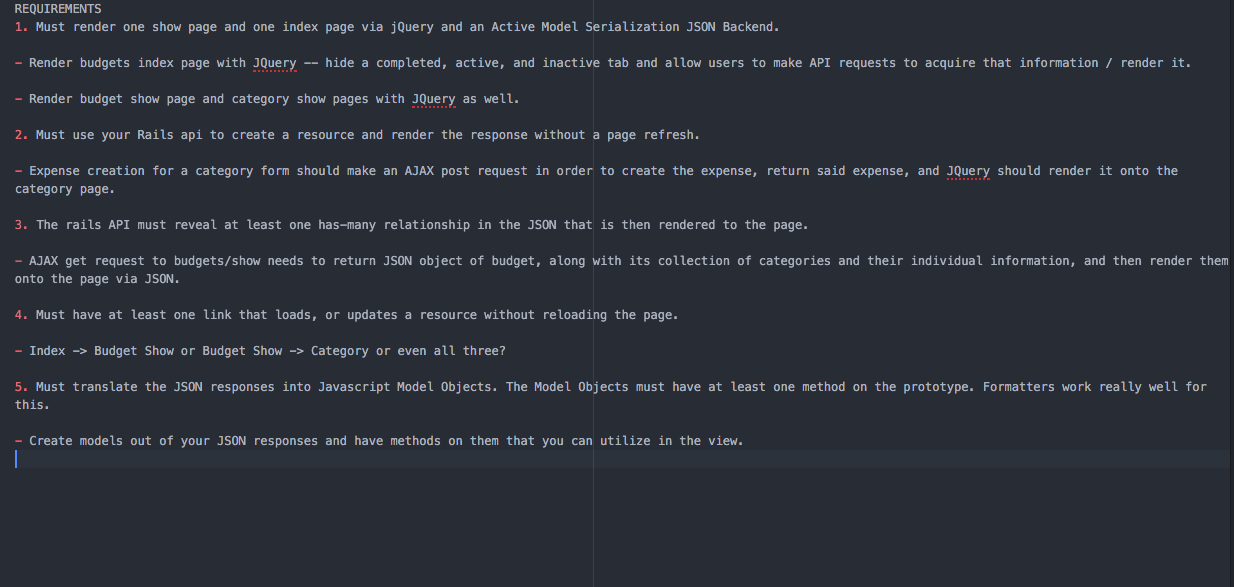 REQUIREMENTS
1. Must render one show page and one index page via jQuery and an Active Model Serialization JSON Backend.
- Render budgets index page with JQuery -- hide a completed, active, and inactive tab and allow users to make API requests to acquire that information / render it.
- Render budget show page and category show pages with JQuery as well.
2. Must use your Rails api to create a resource and render the response without a page refresh.
- Expense creation for a category form should make an AJAX post request in order to create the expense, return said expense, and JQuery should render it onto the
category page.
3. The rails API must reveal at least one has-many relationship in the JSON that is then rendered to the page.
- AJAX get request to budgets/show needs to return JSON object of budget, along with its collection of categories and their individual information, and then render them
onto the page via JSON.
4. Must have at least one link that loads, or updates a resource without reloading the page.
- Index -> Budget Show or Budget Show -> Category or even all three?
5. Must translate the JSON responses into Javascript Model Objects. The Model Objects must have at least one method on the prototype. Formatters work really well for
this.
- Create models out of your JSON responses and have methods on them that you can utilize in the view.